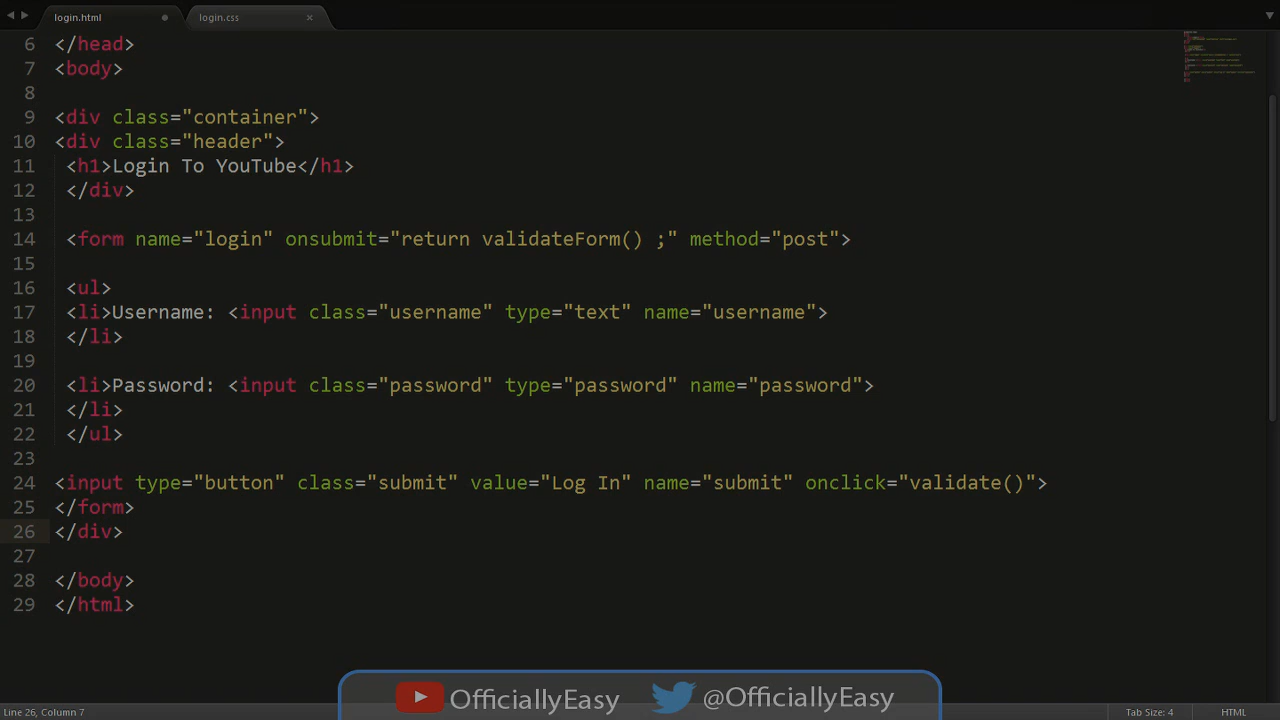 login.html
login.css
6 </head>
7 <body>
8
9 <div class="container">
10 <div class="header">
11 <h1>Login To YouTube</h1>
12 </div>
13
14 <form name="login" onsubmit="return validateForm() ;" method="post">
15
16 <ul>
17 <li>Username: <input class="username" type="text" name="username">
18 </li>
19
20 <li>Password: <input class="password" type="password" name="password">
21 </li>
22 </ul>
23
24 <input type="button" class="submit" value="Log In" name="submit" onclick="validate()">
25 </form>
26 </div>
27
28 </body>
29 </html>
OfficiallyEasy @OfficiallyEasy
Line 26, Column 7 Tab Size: 4 HTML